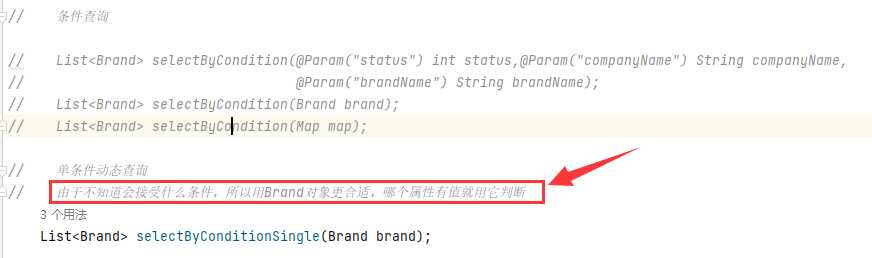 //    条件查询
//    List<Brand> selectByCondition(@Param("status") int status,@Param("companyName") String companyName,
//                                  @Param("brandName") String brandName);
//    List<Brand> selectByCondition(Brand brand);
//    List<Brand> selectByCondition(Map map);
//    单条件动态查询
//    由于不知道会接受什么条件，所以用Brand对象更合适，哪个属性有值就用它判断
3 个用法
List<Brand> selectByConditionSingle(Brand brand);